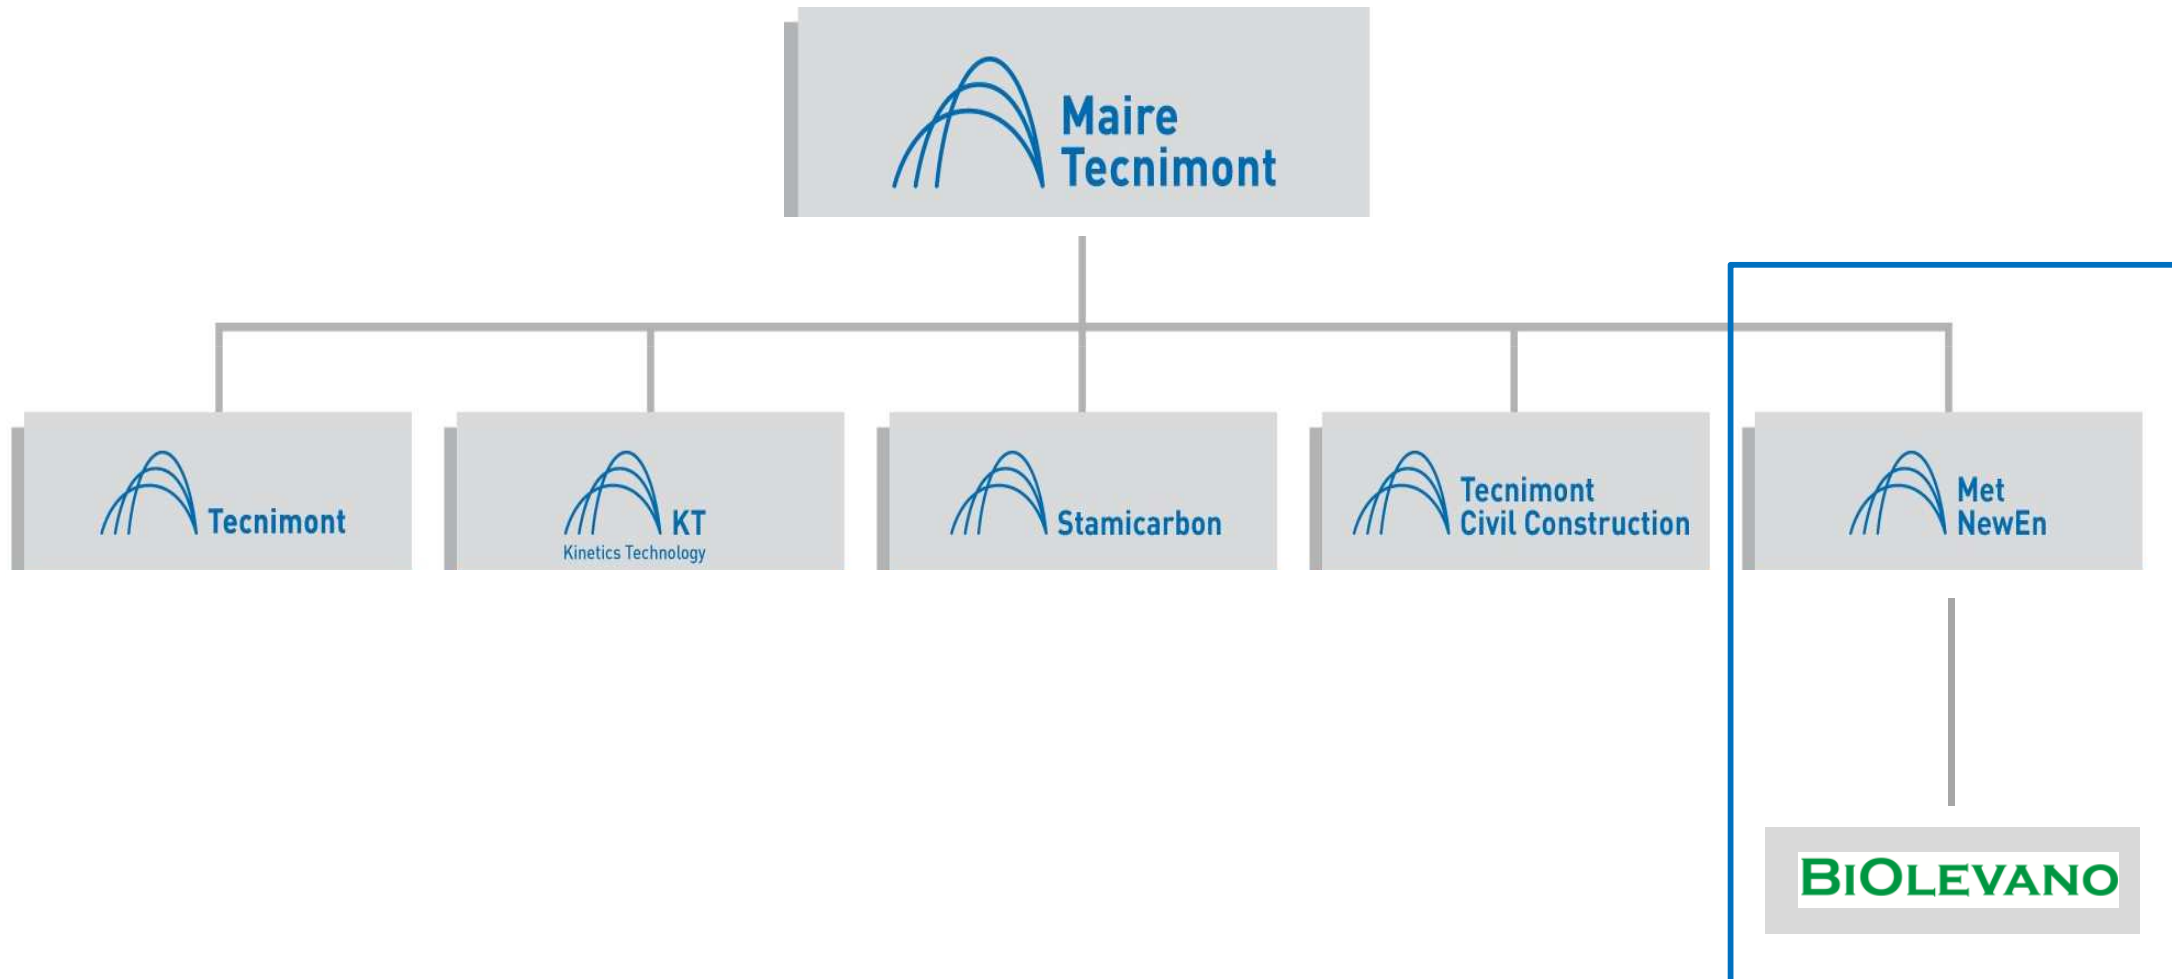 Maire
Tecnimont
Tecnimont
KT
Kinetics Technology
Stamicarbon
Tecnimont
Civil Construction
Met
NewEn
BIOLEVANO